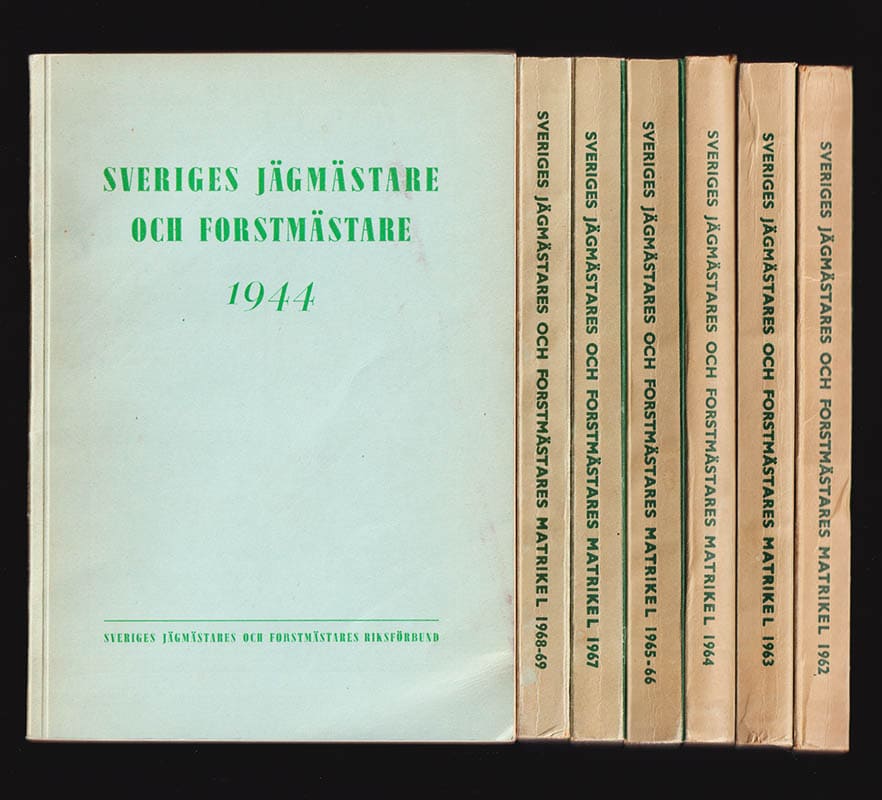 SVERIGES JÄGMÄSTARE
OCH FORSTMÄSTARE
1944
SVERIGES JÄGMÄSTARES OCH FORSTMÄSTARES RIKSFÖRBUND
SVERIGES JÄGMÄSTARES OCH FORSTMÄSTARES MATRIKEL 1968-69
SVERIGES JÄGMÄSTARES OCH FORSTMÄSTARES MATRIKEL 1967
SVERIGES JÄGMÄSTARES OCH FORSTMÄSTARES MATRIKEL 1965-66
SVERIGES JÄGMÄSTARES OCH FORSTMÄSTARES MATRIKEL 1964
SVERIGES JÄGMÄSTARES OCH FORSTMÄSTARES MATRIKEL 1963
SVERIGES JÄGMÄSTARES OCH FORSTMÄSTARES MATRIKEL 1962